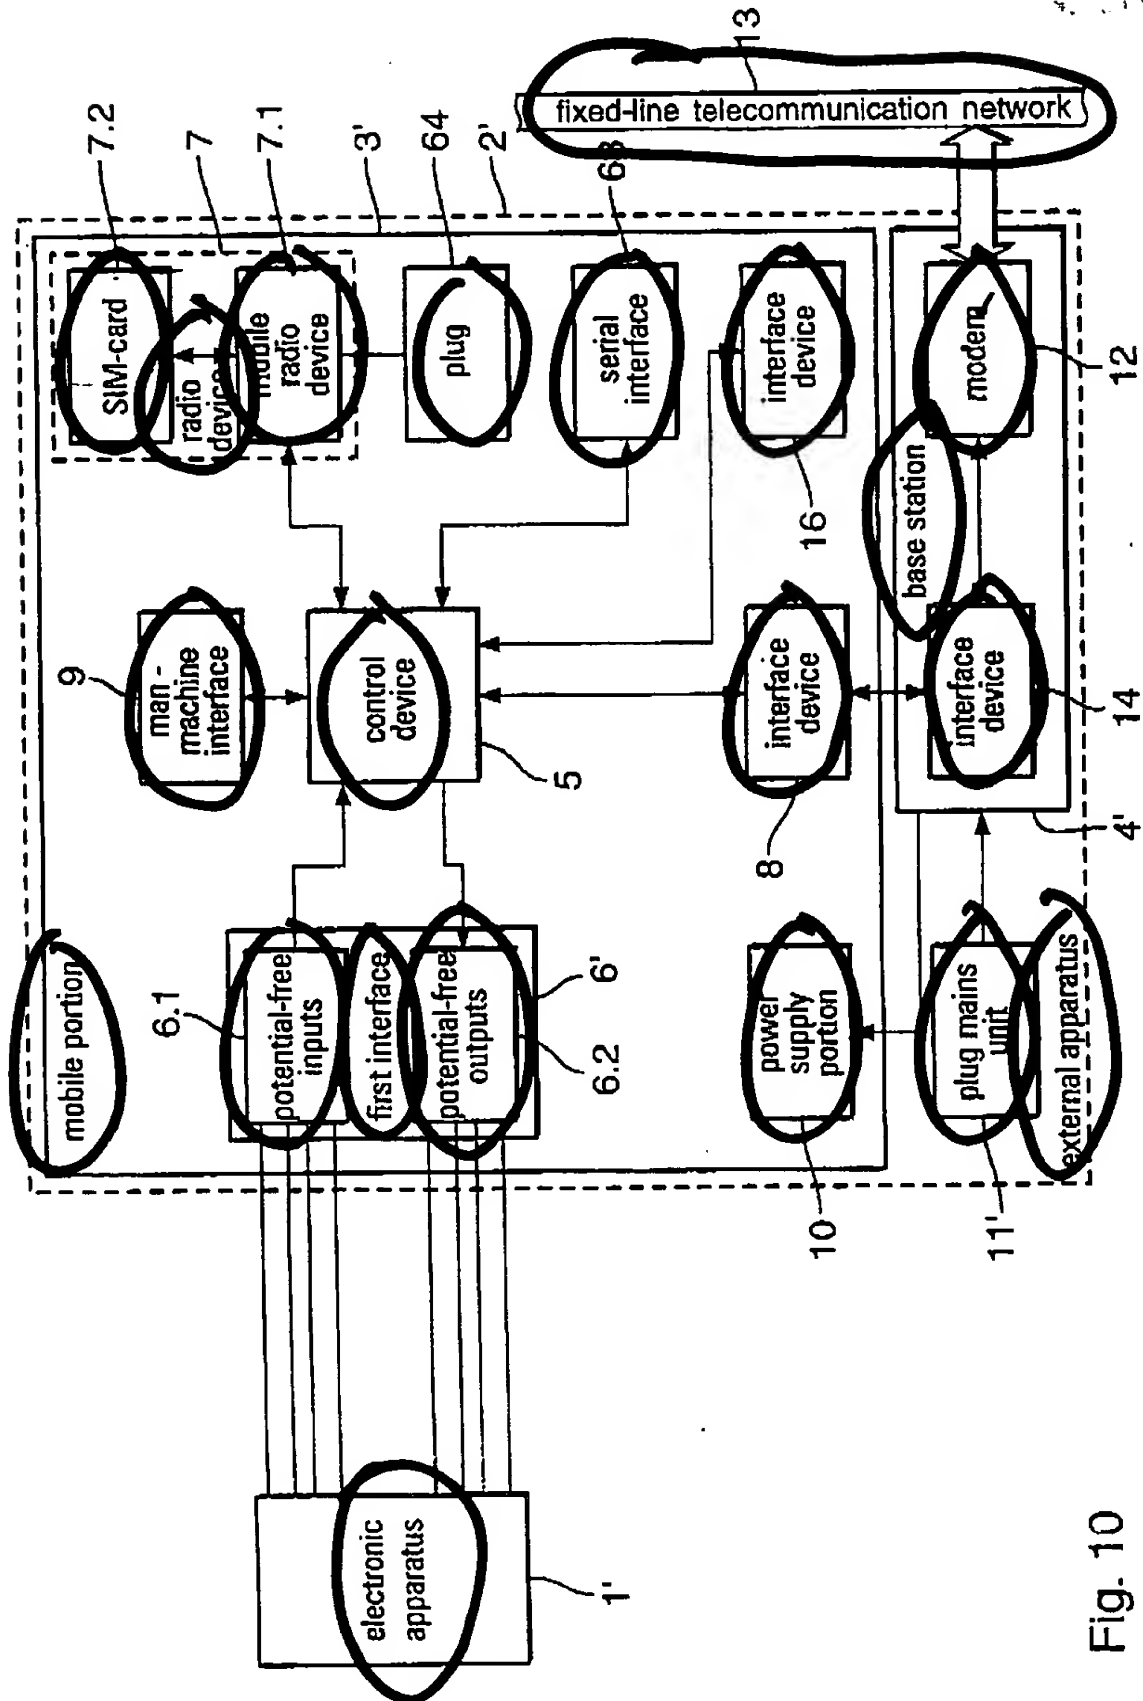 mobile portion
9
man-
machine
interface
7.2
SIM-card
7
radio
device
7.1
mobile
radio
device
3'
64
plug
2'
serial
interface
13
fixed-line telecommunication network
6.1
potential-free
inputs
first interface
potential-free
outputs
6'
6.2
control
device
5
interface
device
8
interface
device
16
electronic
apparatus
1'
power
supply
portion
10
plug mains
unit
11'
external apparatus
base station
interface
device
14
4'
modem
12
Fig. 10